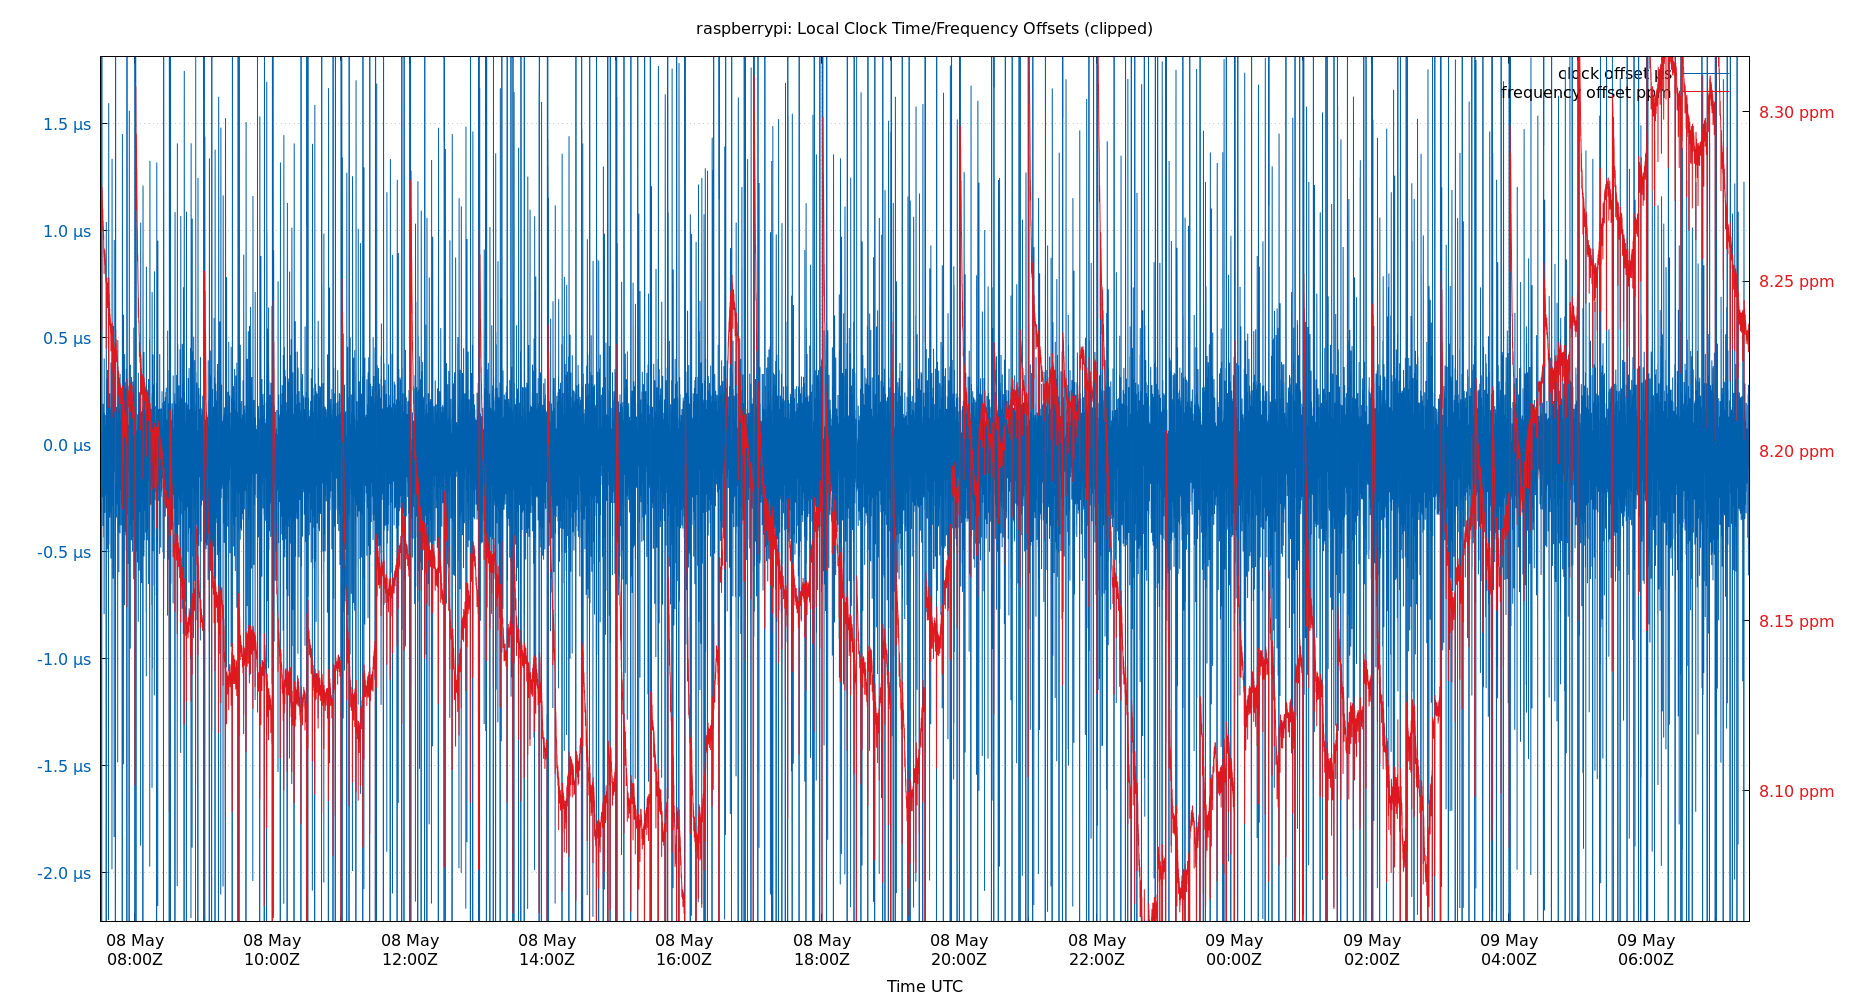 raspberrypi: Local Clock Time/Frequency Offsets (clipped)
clock offset µs
frequency offset ppm
1.5 µs
1.0 µs
0.5 µs
0.0 µs
-0.5 µs
-1.0 µs
-1.5 µs
-2.0 µs
8.30 ppm
8.25 ppm
8.20 ppm
8.15 ppm
8.10 ppm
08 May 08 May 08 May 08 May 08 May 08 May 08 May 08 May 09 May 09 May 09 May 09 May
08:00Z 10:00Z 12:00Z 14:00Z 16:00Z 18:00Z 20:00Z 22:00Z 00:00Z 02:00Z 04:00Z 06:00Z
Time UTC